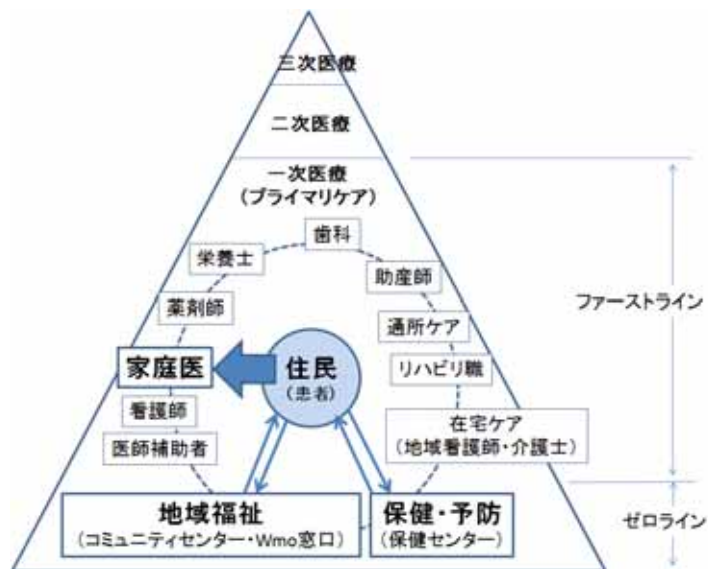 三次医療
二次医療
一次医療
(プライマリケア)
歯科
栄養士
助産師
薬剤師
通所ケア
ファーストライン
家庭医
住民
(患者)
リハビリ職
看護師
医師補助者
在宅ケア
(地域看護師・介護士)
地域福祉
(コミュニティセンター・Wmo窓口)
保健・予防
(保健センター)
ゼロライン